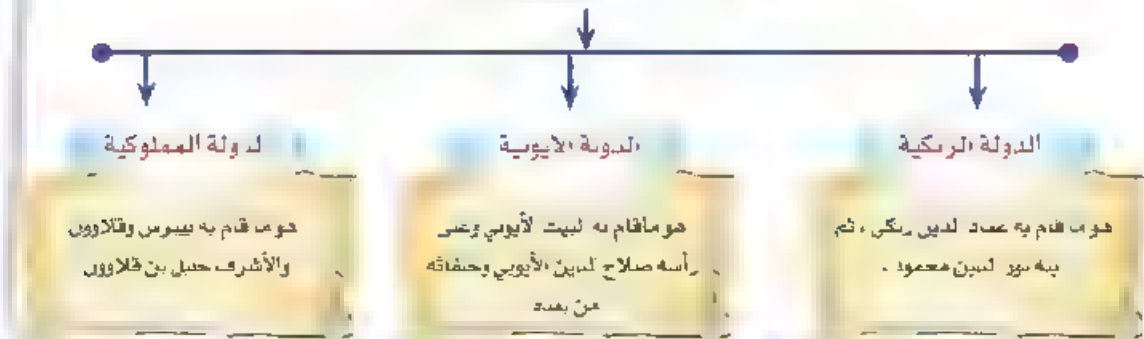 الدولة الزنكية
هو ما قام به عماد الدين زنكي ، ثم
ابنه نور الدين محمود .
الدولة الأيوبية
هو ما قام به البيت الأيوبي وعلى
رأسه صلاح الدين الأيوبي وخلفائه
من بعده
الدولة المملوكية
هو ما قام به بيبرس وقلاوون
والأشرف خليل بن قلاوون